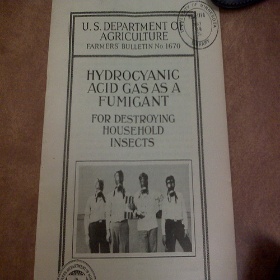 U.S. DEPARTMENT OF
AGRICULTURE
FARMERS' BULLETIN No. 1670
HYDROCYANIC
ACID GAS AS A
FUMIGANT
FOR DESTROYING
HOUSEHOLD
INSECTS